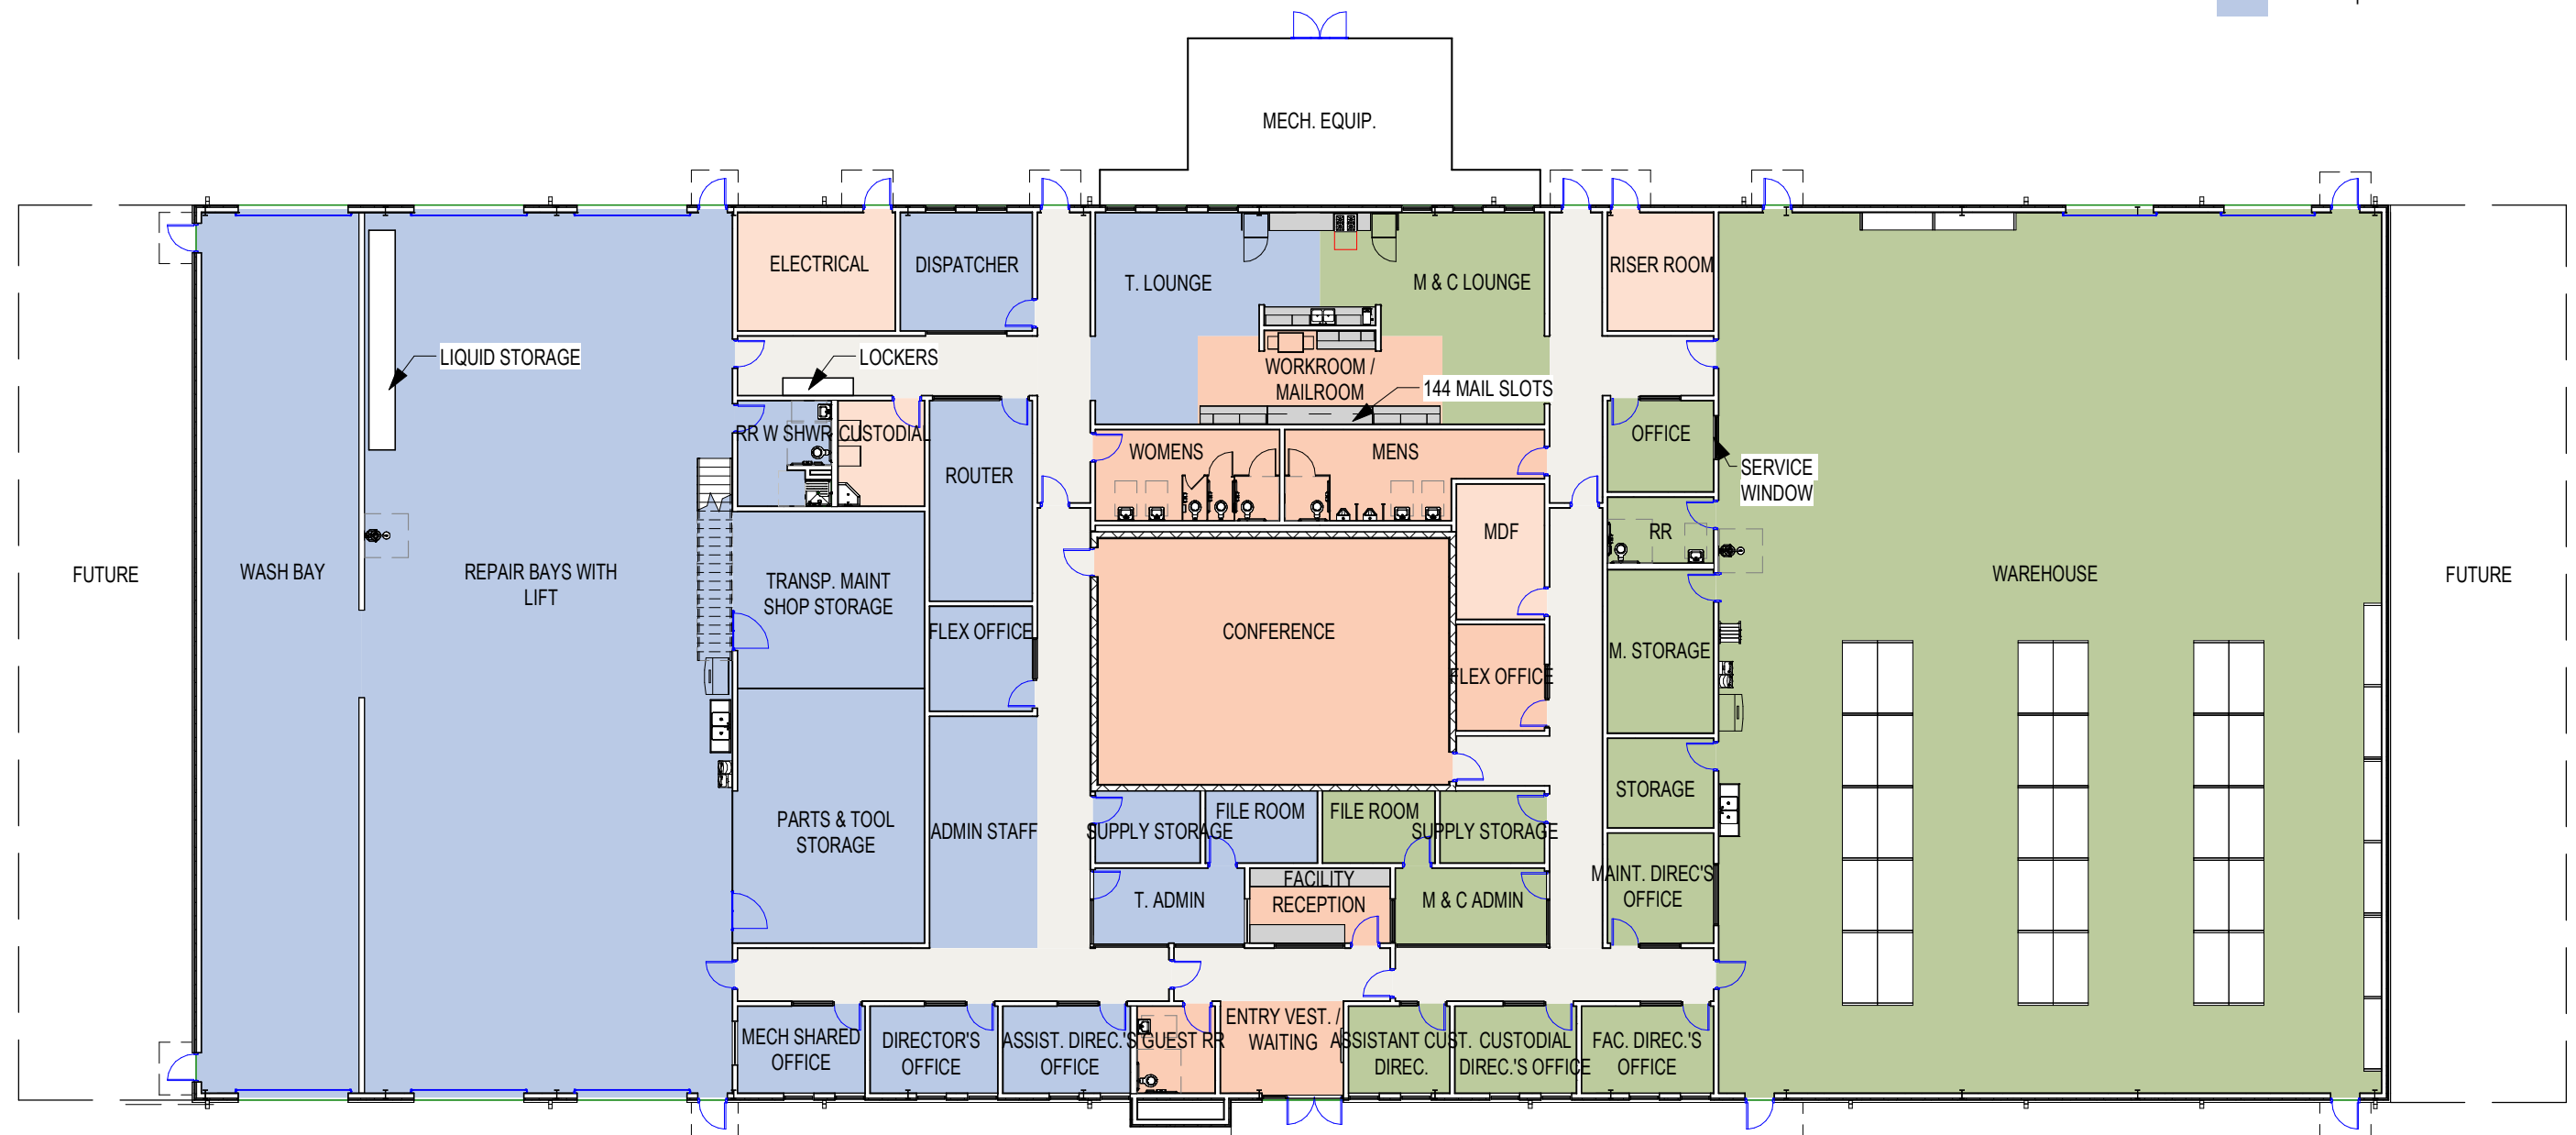 MECH. EQUIP.
ELECTRICAL
DISPATCHER
T. LOUNGE
M & C LOUNGE
RISER ROOM
LIQUID STORAGE
LOCKERS
WORKROOM /
MAILROOM
144 MAIL SLOTS
RR W SHWR
CUSTODIAL
ROUTER
WOMENS
MENS
OFFICE
SERVICE
WINDOW
MDF
RR
FUTURE
WASH BAY
REPAIR BAYS WITH
LIFT
TRANSP. MAINT
SHOP STORAGE
FLEX OFFICE
CONFERENCE
FLEX OFFICE
M. STORAGE
WAREHOUSE
FUTURE
PARTS & TOOL
STORAGE
ADMIN STAFF
SUPPLY STORAGE
FILE ROOM
FILE ROOM
SUPPLY STORAGE
STORAGE
T. ADMIN
FACILITY
RECEPTION
M & C ADMIN
MAINT. DIREC'S
OFFICE
MECH SHARED
OFFICE
DIRECTOR'S
OFFICE
ASSIST. DIREC.'S
OFFICE
GUEST RR
ENTRY VEST. /
WAITING
ASSISTANT CUST.
DIREC.
CUSTODIAL
DIREC.'S OFFICE
FAC. DIREC.'S
OFFICE